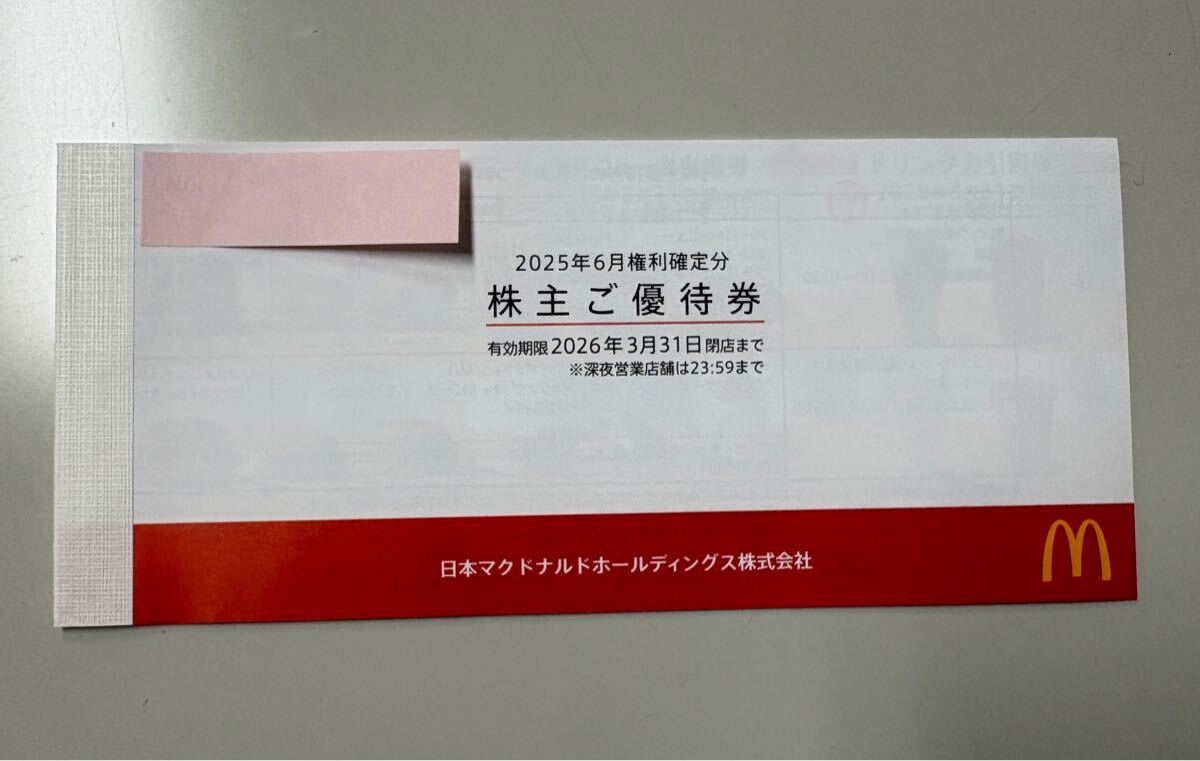 2025年6月権利確定分
株主ご優待券
有効期限2026年3月31日閉店まで
※深夜営業店舗は23:59まで
日本マクドナルドホールディングス株式会社